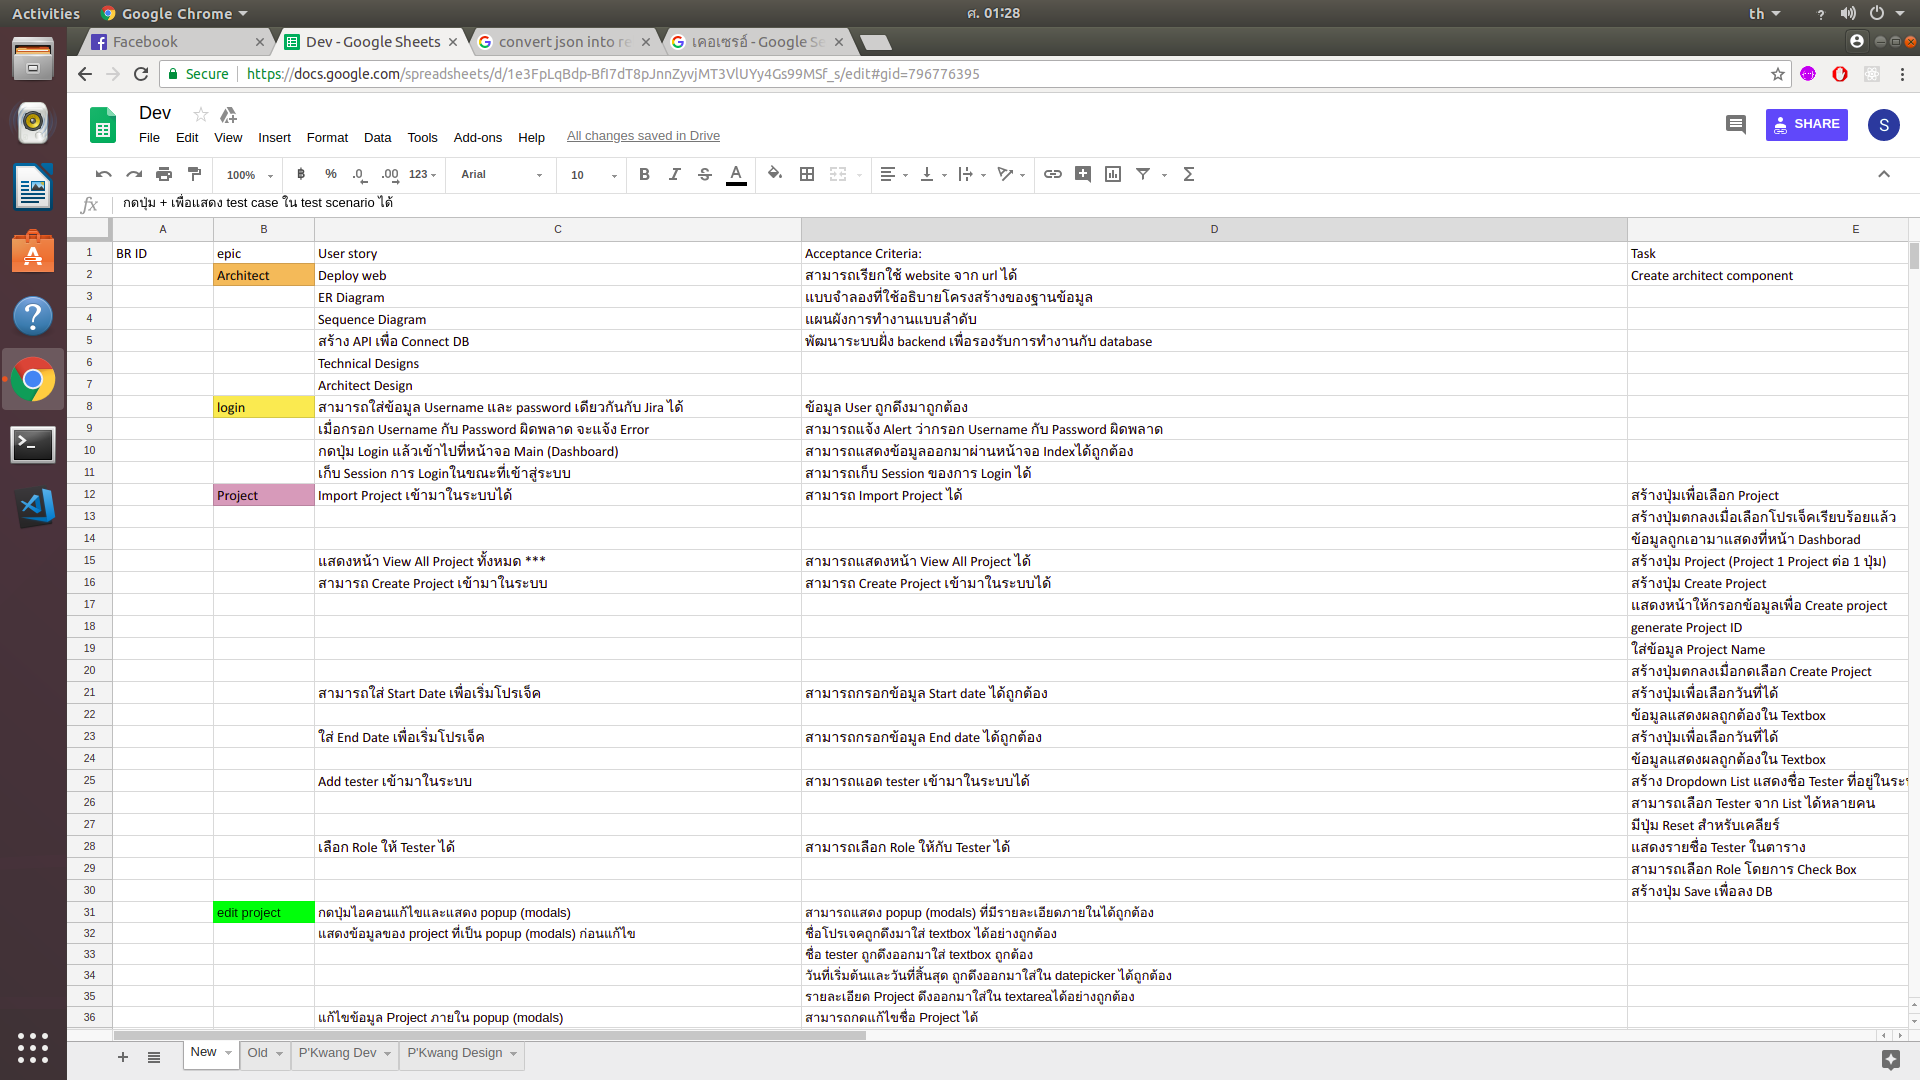 Activities Google Chrome ศ. 01:28 th
Facebook Dev - Google Sheets convert json into re เคอเซรอ์ - Google Se
Secure https://docs.google.com/spreadsheets/d/1e3FpLqBdp-BfI7dT8pJnnZyvjMT3VlUYy4Gs99MSf_s/edit#gid=796776395
Dev
File Edit View Insert Format Data Tools Add-ons Help All changes saved in Drive
SHARE S
100% ฿ % .0 .00 123 Arial 10 B I S A Σ
fx กดปุ่ม + เพื่อแสดง test case ใน test scenario ได้
A B C D E
1 BR ID epic User story Acceptance Criteria: Task
2 Architect Deploy web สามารถเรียกใช้ website จาก url ได้ Create architect component
3 ER Diagram แบบจำลองที่ใช้อธิบายโครงสร้างของฐานข้อมูล
4 Sequence Diagram แผนผังการทำงานแบบลำดับ
5 สร้าง API เพื่อ Connect DB พัฒนาระบบฝั่ง backend เพื่อรองรับการทำงานกับ database
6 Technical Designs
7 Architect Design
8 login สามารถใส่ข้อมูล Username และ password เดียวกันกับ Jira ได้ ข้อมูล User ถูกดึงมาถูกต้อง
9 เมื่อกรอก Username กับ Password ผิดพลาด จะแจ้ง Error สามารถแจ้ง Alert ว่ากรอก Username กับ Password ผิดพลาด
10 กดปุ่ม Login แล้วเข้าไปที่หน้าจอ Main (Dashboard) สามารถแสดงข้อมูลออกมาผ่านหน้าจอ Indexได้ถูกต้อง
11 เก็บ Session การ Loginในขณะที่เข้าสู่ระบบ สามารถเก็บ Session ของการ Login ได้
12 Project Import Project เข้ามาในระบบได้ สามารถ Import Project ได้ สร้างปุ่มเพื่อเลือก Project
13 สร้างปุ่มตกลงเมื่อเลือกโปรเจ็คเรียบร้อยแล้ว
14 ข้อมูลถูกเอามาแสดงที่หน้า Dashborad
15 แสดงหน้า View All Project ทั้งหมด *** สามารถแสดงหน้า View All Project ได้ สร้างปุ่ม Project (Project 1 Project ต่อ 1 ปุ่ม)
16 สามารถ Create Project เข้ามาในระบบ สามารถ Create Project เข้ามาในระบบได้ สร้างปุ่ม Create Project
17 แสดงหน้าให้กรอกข้อมูลเพื่อ Create project
18 generate Project ID
19 ใส่ข้อมูล Project Name
20 สร้างปุ่มตกลงเมื่อกดเลือก Create Project
21 สามารถใส่ Start Date เพื่อเริ่มโปรเจ็ค สามารถกรอกข้อมูล Start date ได้ถูกต้อง สร้างปุ่มเพื่อเลือกวันที่ได้
22 ข้อมูลแสดงผลถูกต้องใน Textbox
23 ใส่ End Date เพื่อเริ่มโปรเจ็ค สามารถกรอกข้อมูล End date ได้ถูกต้อง สร้างปุ่มเพื่อเลือกวันที่ได้
24 ข้อมูลแสดงผลถูกต้องใน Textbox
25 Add tester เข้ามาในระบบ สามารถแอด tester เข้ามาในระบบได้ สร้าง Dropdown List แสดงชื่อ Tester ที่อยู่ในระบ
26 สามารถเลือก Tester จาก List ได้หลายคน
27 มีปุ่ม Reset สำหรับเคลียร์
28 เลือก Role ให้ Tester ได้ สามารถเลือก Role ให้กับ Tester ได้ แสดงรายชื่อ Tester ในตาราง
29 สามารถเลือก Role โดยการ Check Box
30 สร้างปุ่ม Save เพื่อลง DB
31 edit project กดปุ่มไอคอนแก้ไขและแสดง popup (modals) สามารถแสดง popup (modals) ที่มีรายละเอียดภายในได้ถูกต้อง
32 แสดงข้อมูลของ project ที่เป็น popup (modals) ก่อนแก้ไข ชื่อโปรเจคถูกดึงมาใส่ textbox ได้อย่างถูกต้อง
33 ชื่อ tester ถูกดึงออกมาใส่ textbox ถูกต้อง
34 วันที่เริ่มต้นและวันที่สิ้นสุด ถูกดึงออกมาใส่ใน datepicker ได้ถูกต้อง
35 รายละเอียด Project ดึงออกมาใส่ใน textareaได้อย่างถูกต้อง
36 แก้ไขข้อมูล Project ภายใน popup (modals) สามารถกดแก้ไขชื่อ Project ได้
New Old P'Kwang Dev P'Kwang Design